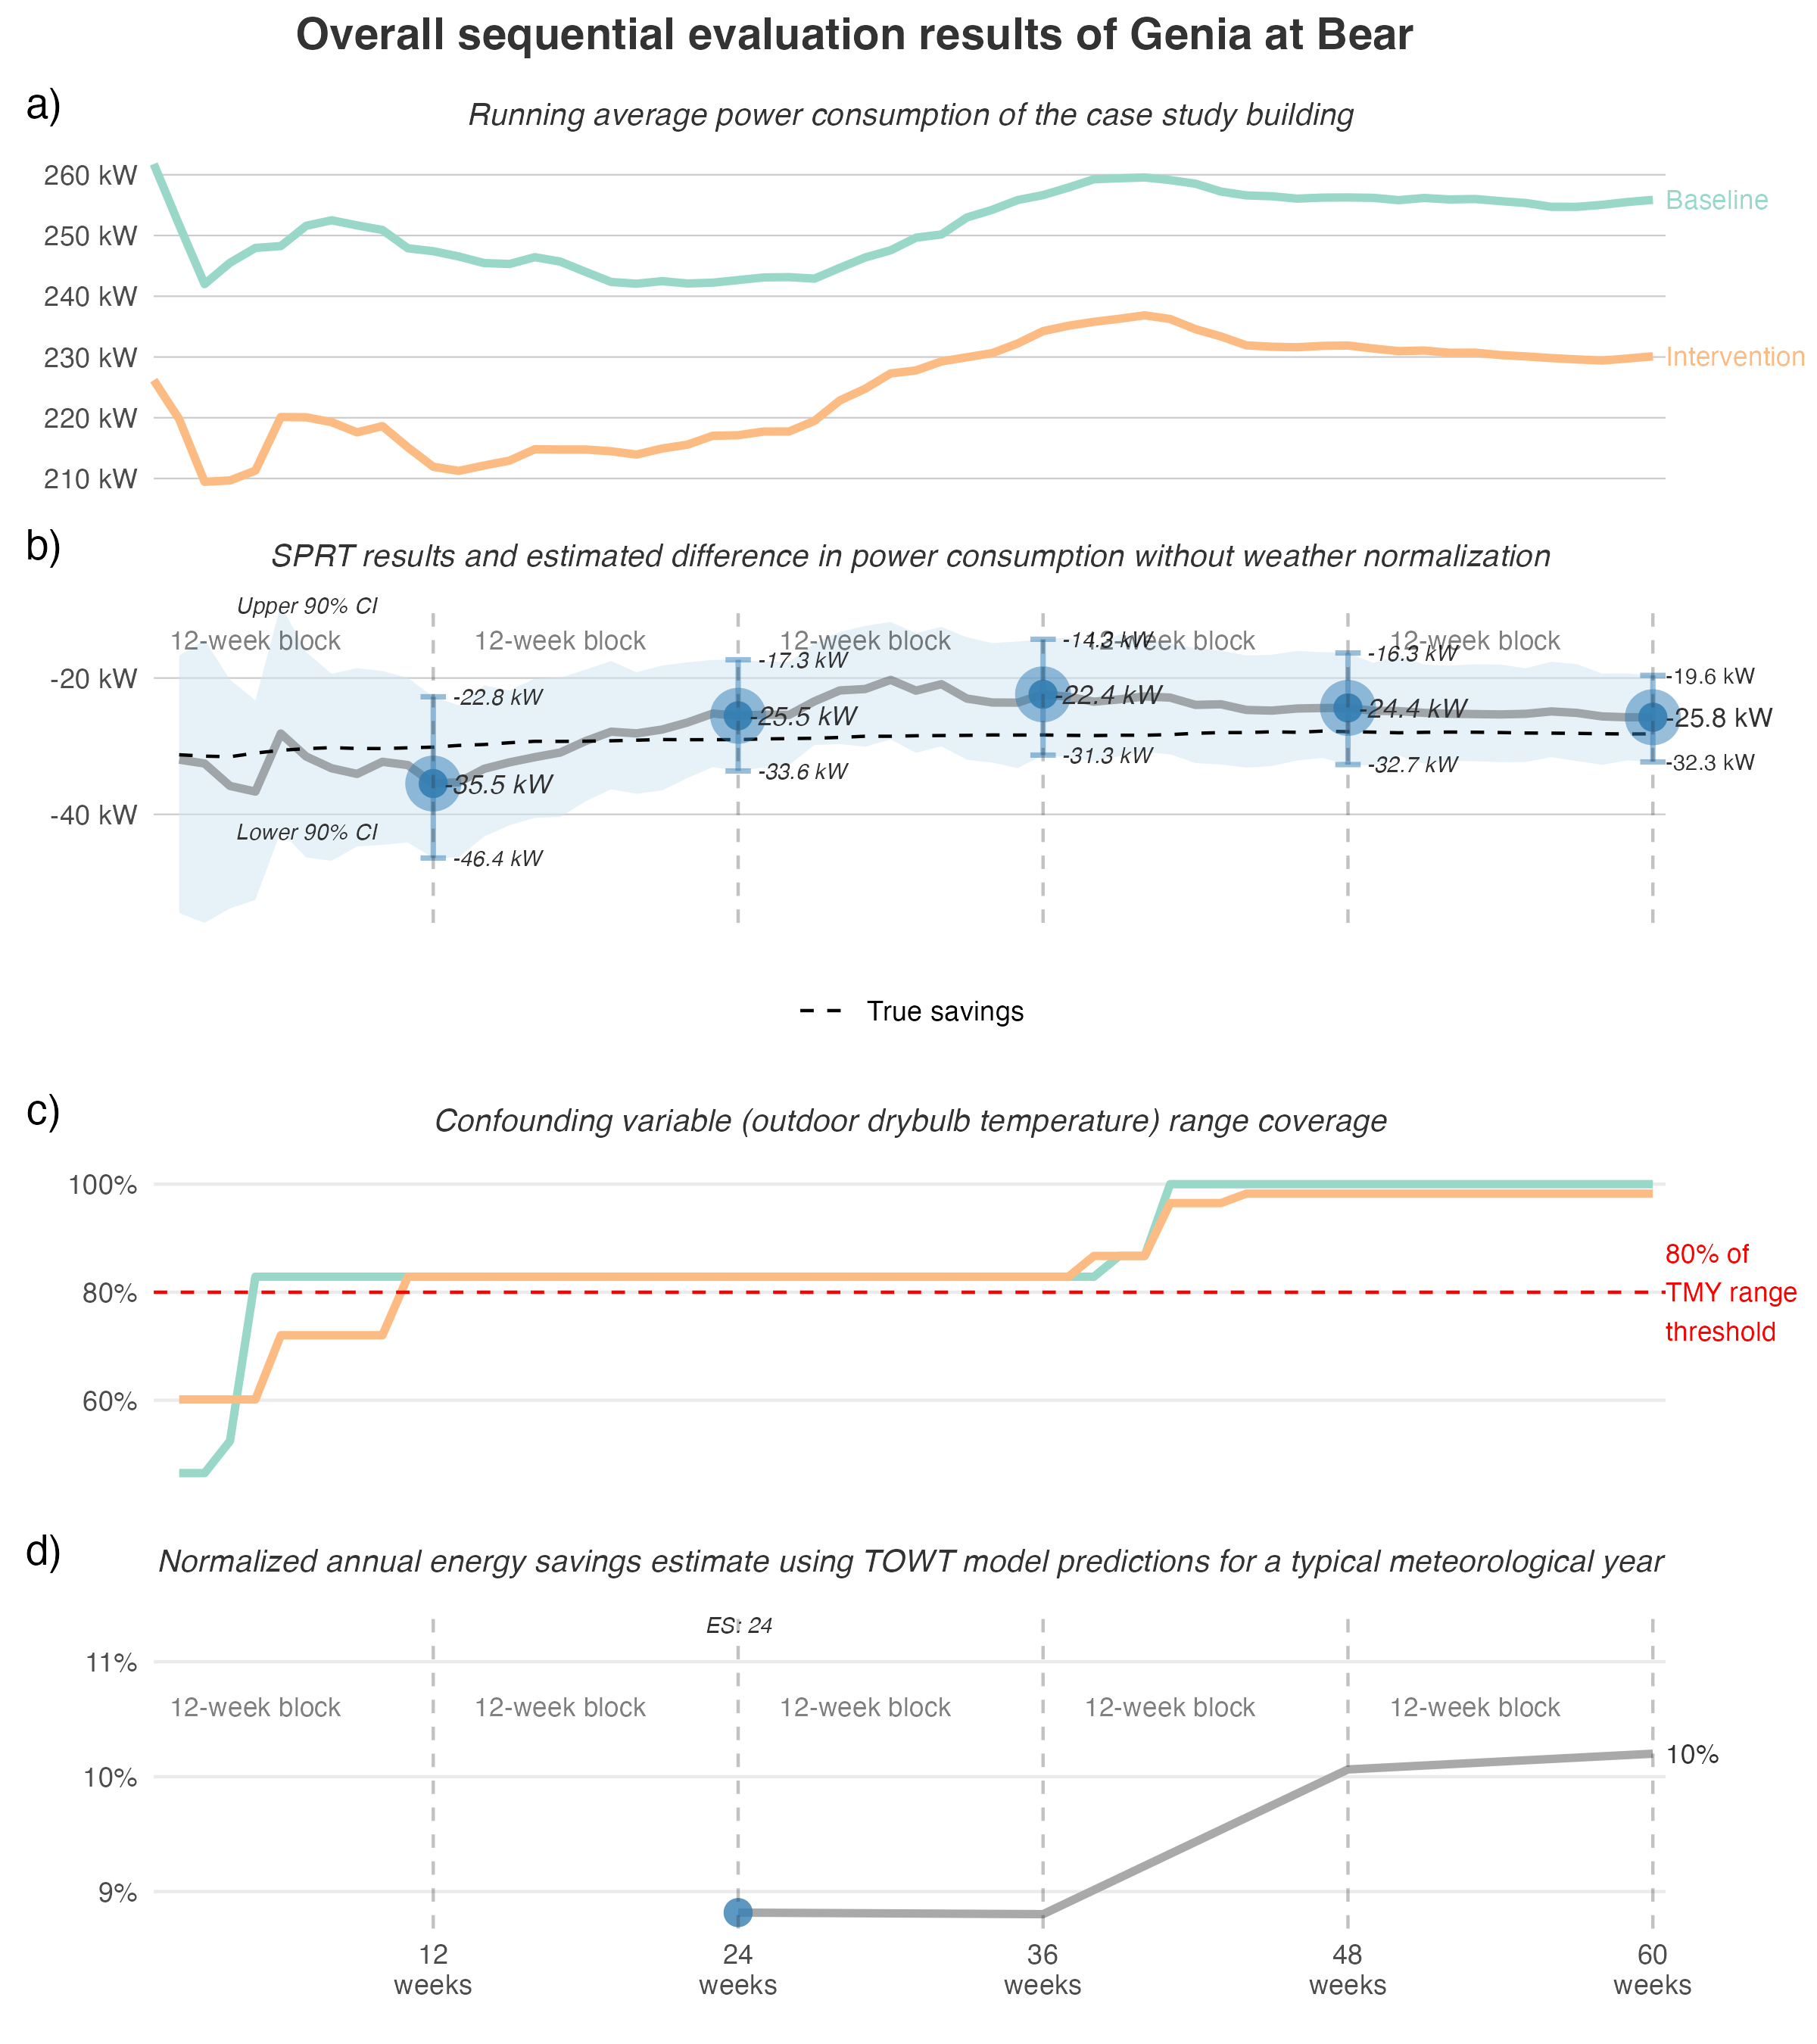 Overall sequential evaluation results of Genia at Bear
a)
Running average power consumption of the case study building
260 kW
250 kW
240 kW
230 kW
220 kW
210 kW
Baseline
Intervention
b)
SPRT results and estimated difference in power consumption without weather normalization
Upper 90% CI
12-week block
12-week block
12-week block
12-week block
12-week block
-20 kW
-40 kW
Lower 90% CI
-22.8 kW
-35.5 kW
-46.4 kW
-17.3 kW
-25.5 kW
-33.6 kW
-14.3 kW
-22.4 kW
-31.3 kW
-16.3 kW
-24.4 kW
-32.7 kW
-19.6 kW
-25.8 kW
-32.3 kW
True savings
c)
Confounding variable (outdoor drybulb temperature) range coverage
100%
80%
60%
80% of
TMY range
threshold
d)
Normalized annual energy savings estimate using TOWT model predictions for a typical meteorological year
ES: 24
11%
10%
9%
12-week block
12-week block
12-week block
12-week block
12-week block
10%
12
weeks
24
weeks
36
weeks
48
weeks
60
weeks